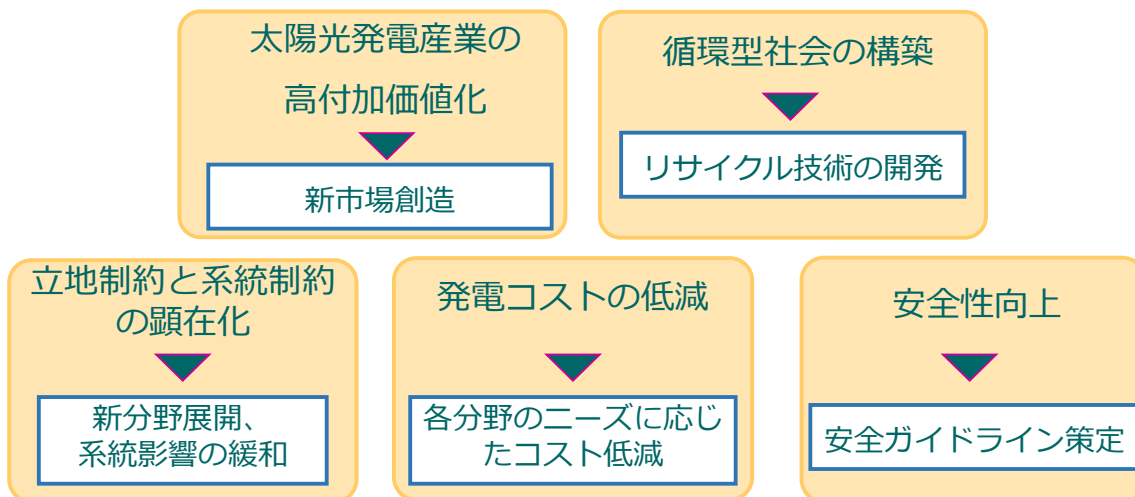 太陽光発電産業の
高付加価値化
新市場創造
循環型社会の構築
リサイクル技術の開発
立地制約と系統制約
の顕在化
新分野展開、
系統影響の緩和
発電コストの低減
各分野のニーズに応じ
たコスト低減
安全性向上
安全ガイドライン策定